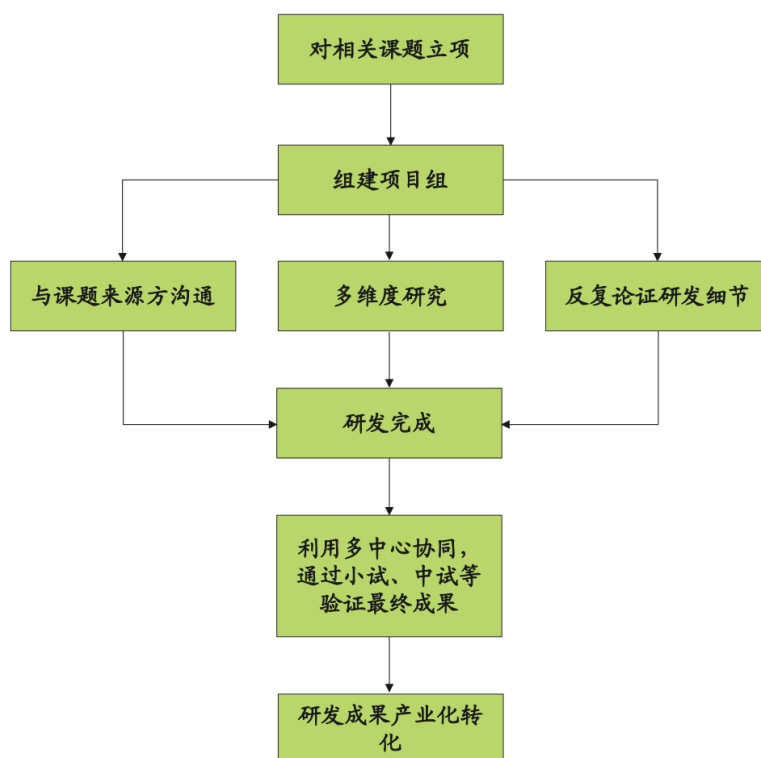 对相关课题立项
组建项目组
与课题来源方沟通
多维度研究
反复论证研发细节
研发完成
利用多中心协同，
通过小试、中试等
验证最终成果
研发成果产业化转
化